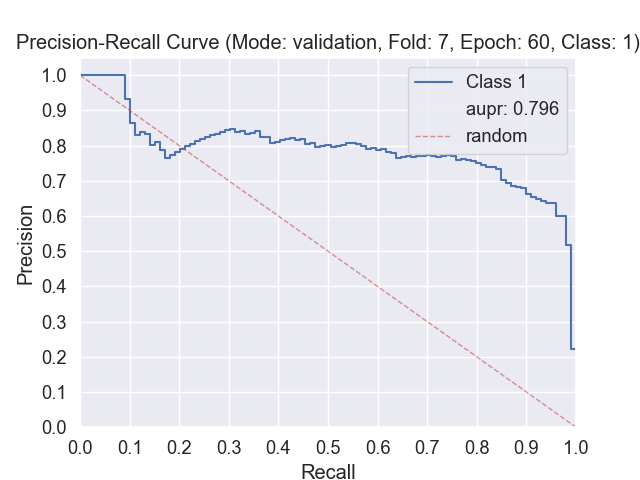 Precision-Recall Curve (Mode: validation, Fold: 7, Epoch: 60, Class: 1)
Class 1
aupr: 0.796
random
1.0
0.9
0.8
0.7
0.6
0.5
0.4
0.3
0.2
0.1
0.0
Precision
0.0 0.1 0.2 0.3 0.4 0.5 0.6 0.7 0.8 0.9 1.0
Recall